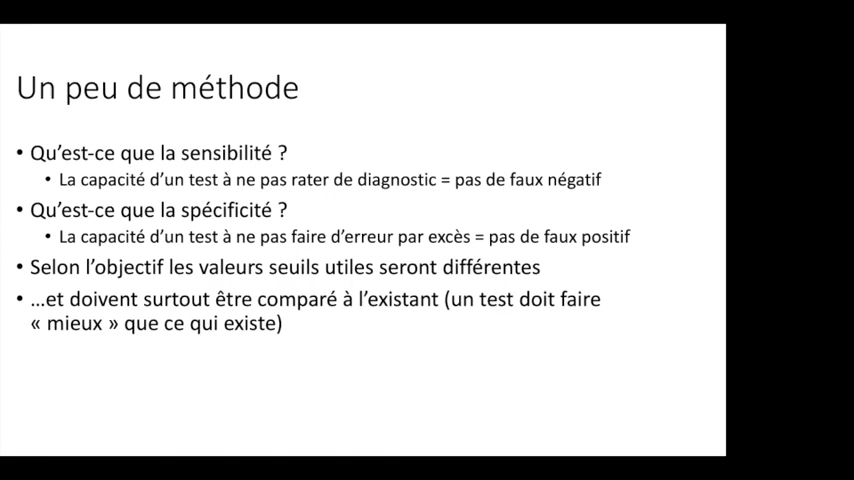 Un peu de méthode
• Qu’est-ce que la sensibilité ?
• La capacité d’un test à ne pas rater de diagnostic = pas de faux négatif
• Qu’est-ce que la spécificité ?
• La capacité d’un test à ne pas faire d’erreur par excès = pas de faux positif
• Selon l’objectif les valeurs seuils utiles seront différentes
• …et doivent surtout être comparé à l’existant (un test doit faire
« mieux » que ce qui existe)